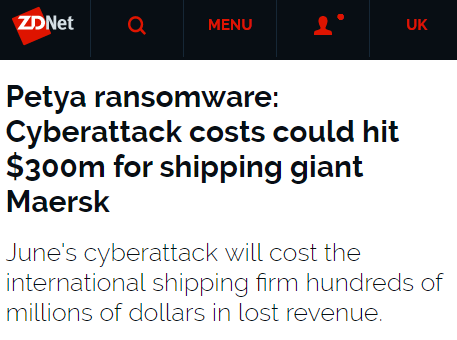 ZDNet MENU UK
Petya ransomware:
Cyberattack costs could hit
$300m for shipping giant
Maersk
June's cyberattack will cost the
international shipping firm hundreds of
millions of dollars in lost revenue.